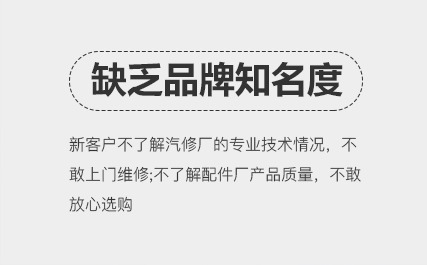 缺乏品牌知名度
新客户不了解汽修厂的专业技术情况，不
敢上门维修;不了解配件厂产品质量，不敢
放心选购